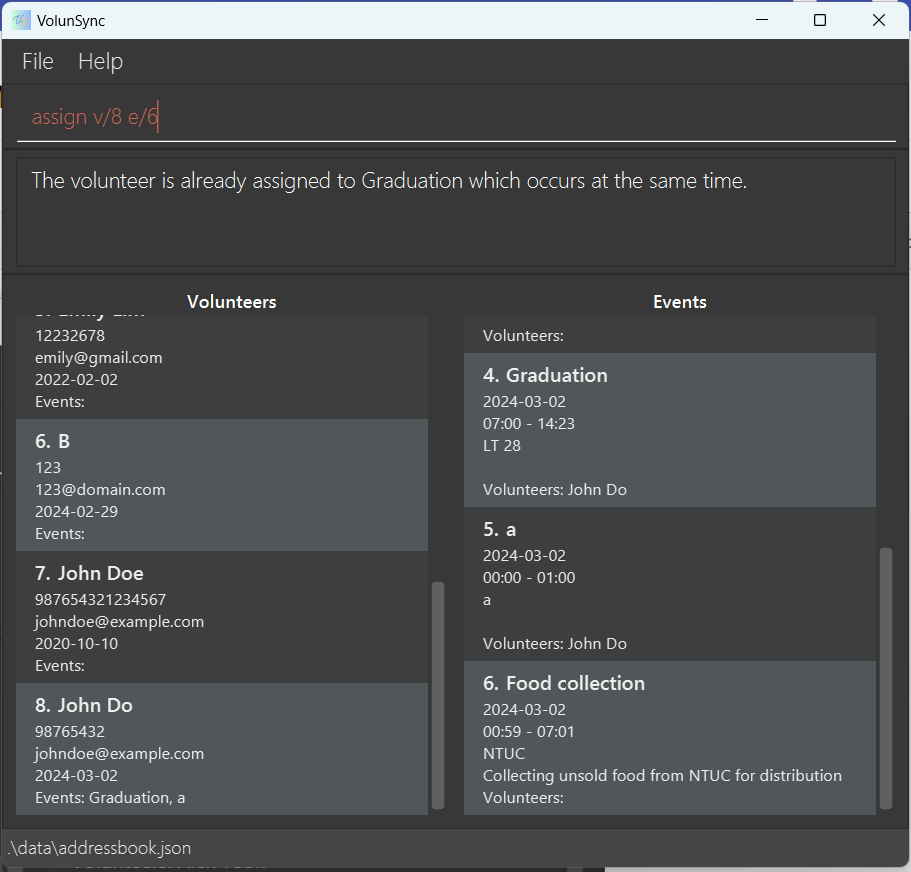 VolunSync
File Help
assign v/8 e/6
The volunteer is already assigned to Graduation which occurs at the same time.
Volunteers
12232678
emily@gmail.com
2022-02-02
Events:
6. B
123
123@domain.com
2024-02-29
Events:
7. John Doe
987654321234567
johndoe@example.com
2020-10-10
Events:
8. John Do
98765432
johndoe@example.com
2024-03-02
Events: Graduation, a
Events
Volunteers:
4. Graduation
2024-03-02
07:00 - 14:23
LT 28
Volunteers: John Do
5. a
2024-03-02
00:00 - 01:00
a
Volunteers: John Do
6. Food collection
2024-03-02
00:59 - 07:01
NTUC
Collecting unsold food from NTUC for distribution
Volunteers:
.\data\addressbook.json